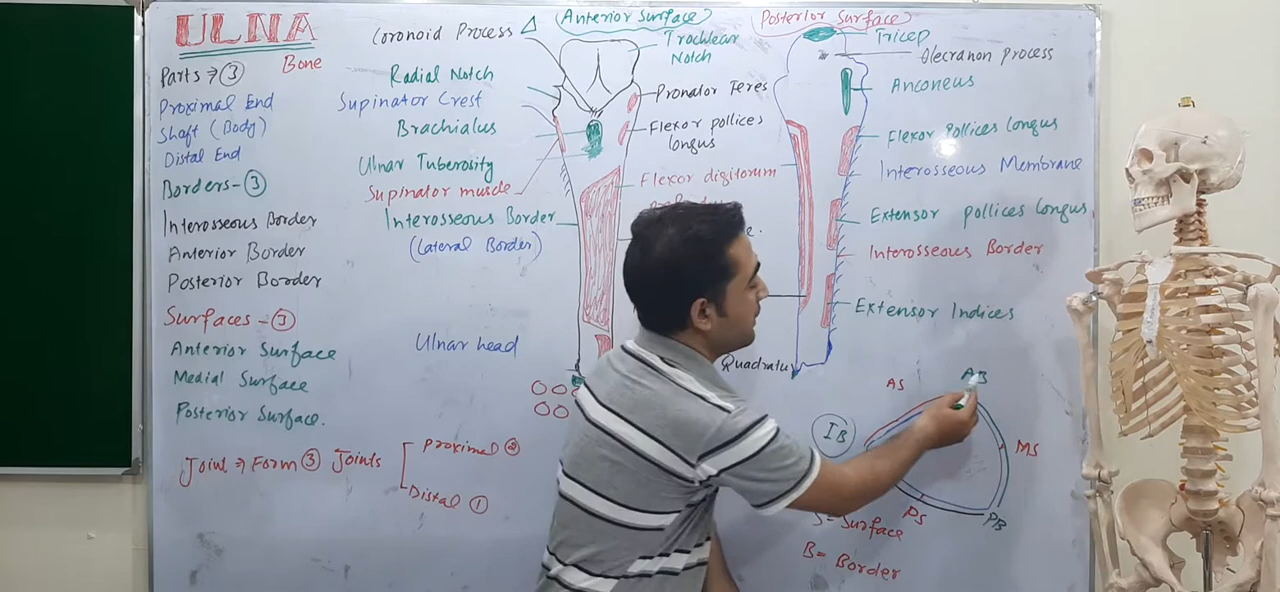 ULNA
Bone
Parts → ③
Proximal End
Shaft (Body)
Distal End
Borders - ③
Interosseous Border
Anterior Border
Posterior Border
Surfaces - ③
Anterior Surface
Medial Surface
Posterior Surface.
Joint → Form ③ Joints
Proximal ②
Distal ①
Anterior Surface
Coronoid Process
Trochlear
Notch
Radial Notch
Supinator Crest
Brachialus
Ulnar Tuberosity
Supinator muscle
Interosseous Border
(Lateral Border)
Ulnar head
Pronator Teres
Flexor pollices
longus
Flexor digitorum
Quadratu
Posterior Surface
Tricep
Olecranon Process
Anconeus
Flexor Pollices longus
Interosseous Membrane
Extensor pollices longus
Interosseous Border
Extensor Indices
AS
AB
IB
MS
PS
PB
S= Surface
B= Border